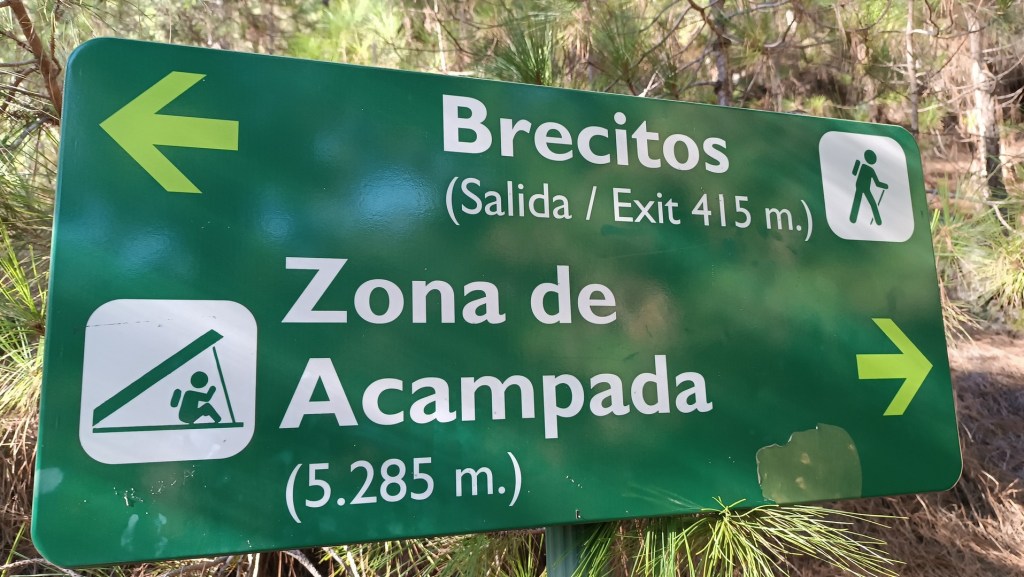 Brecitos
(Salida / Exit 415 m.)
Zona de
Acampada
(5.285 m.)